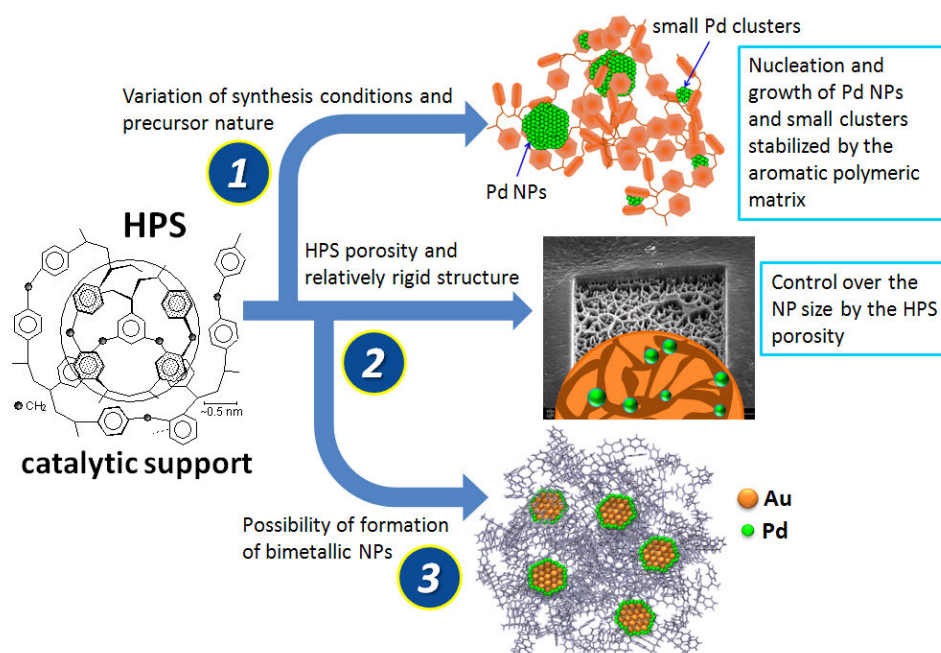 small Pd clusters
Variation of synthesis conditions and
precursor nature
1
Pd NPs
Nucleation and
growth of Pd NPs
and small clusters
stabilized by the
aromatic polymeric
matrix
HPS
CH₂
~0.5 nm
catalytic support
HPS porosity and
relatively rigid structure
2
Control over the
NP size by the HPS
porosity
Possibility of formation
of bimetallic NPs
3
Au
Pd